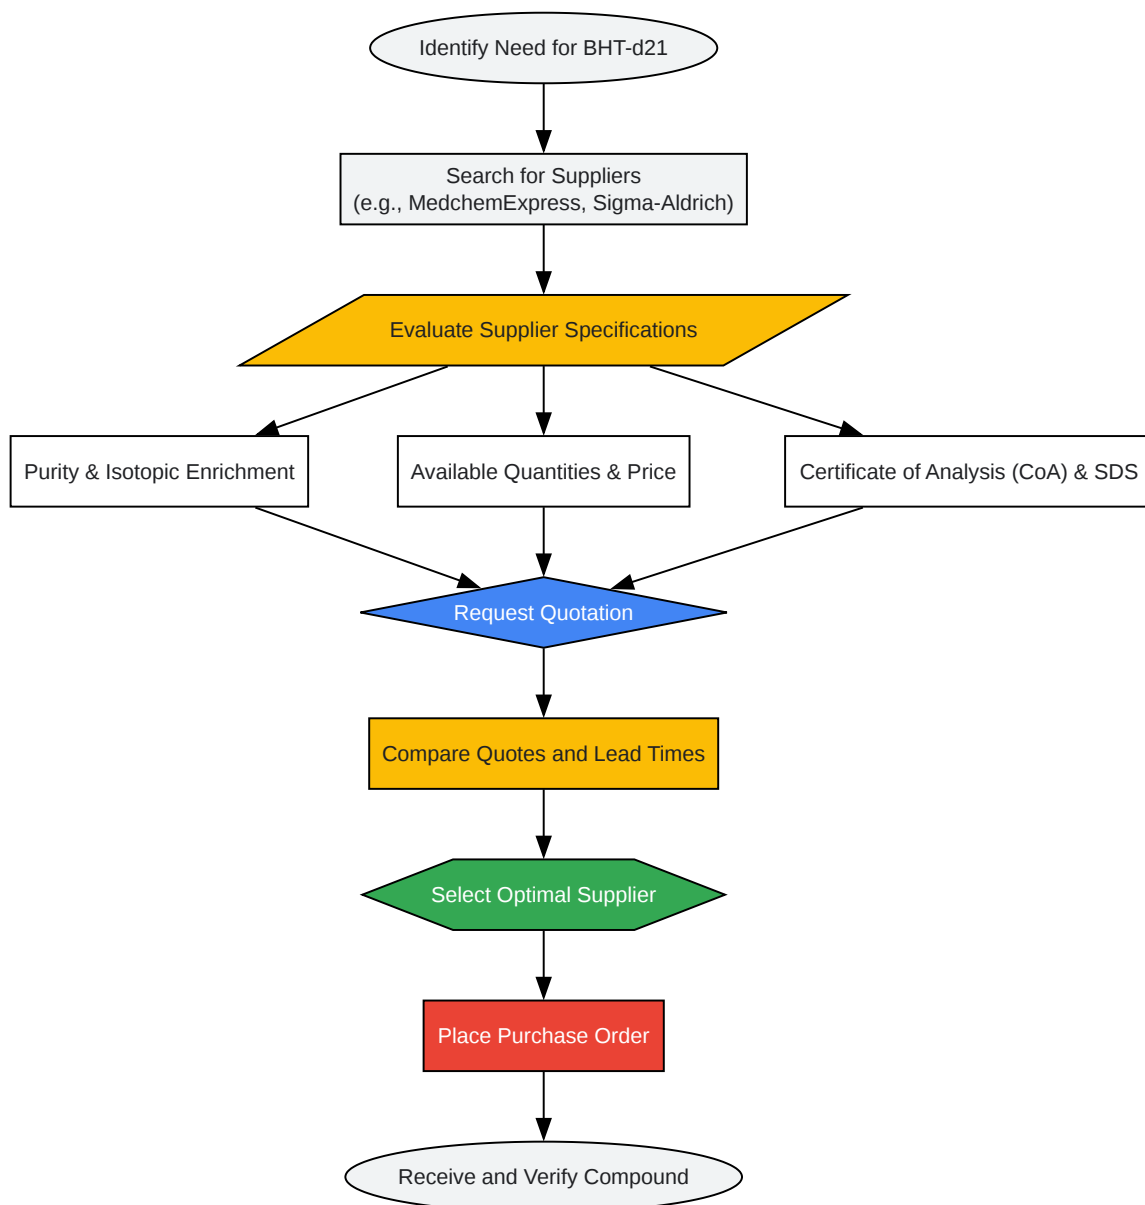 Identify Need for BHT-d21
Search for Suppliers
(e.g., MedchemExpress, Sigma-Aldrich)
Evaluate Supplier Specifications
Purity & Isotopic Enrichment
Available Quantities & Price
Certificate of Analysis (CoA) & SDS
Request Quotation
Compare Quotes and Lead Times
Select Optimal Supplier
Place Purchase Order
Receive and Verify Compound